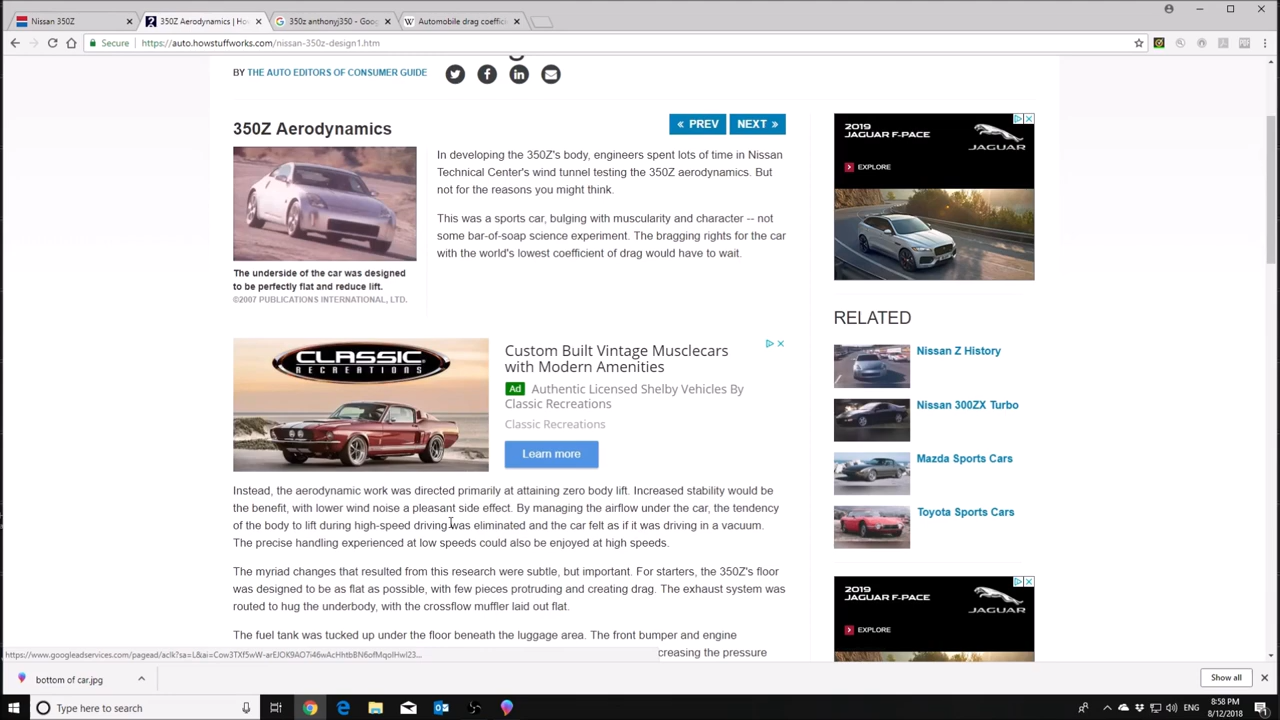 Nissan 350Z
350Z Aerodynamics | Ho
350z anthonyj350 - Goo
Automobile drag coeffici
Secure
https://auto.howstuffworks.com/nissan-350z-design1.htm
BY THE AUTO EDITORS OF CONSUMER GUIDE
350Z Aerodynamics
« PREV
NEXT »
In developing the 350Z's body, engineers spent lots of time in Nissan
Technical Center's wind tunnel testing the 350Z aerodynamics. But
not for the reasons you might think.
This was a sports car, bulging with muscularity and character -- not
some bar-of-soap science experiment. The bragging rights for the car
with the world's lowest coefficient of drag would have to wait.
The underside of the car was designed
to be perfectly flat and reduce lift.
©2007 PUBLICATIONS INTERNATIONAL, LTD.
CLASSIC
RECREATIONS
Custom Built Vintage Musclecars
with Modern Amenities
Ad Authentic Licensed Shelby Vehicles By
Classic Recreations
Classic Recreations
Learn more
Instead, the aerodynamic work was directed primarily at attaining zero body lift. Increased stability would be
the benefit, with lower wind noise a pleasant side effect. By managing the airflow under the car, the tendency
of the body to lift during high-speed driving was eliminated and the car felt as if it was driving in a vacuum.
The precise handling experienced at low speeds could also be enjoyed at high speeds.
The myriad changes that resulted from this research were subtle, but important. For starters, the 350Z's floor
was designed to be as flat as possible, with few pieces protruding and creating drag. The exhaust system was
routed to hug the underbody, with the crossflow muffler laid out flat.
The fuel tank was tucked up under the floor beneath the luggage area. The front bumper and engine
creasing the pressure
2019
JAGUAR F-PACE
EXPLORE
JAGUAR
RELATED
Nissan Z History
Nissan 300ZX Turbo
Mazda Sports Cars
Toyota Sports Cars
2019
JAGUAR F-PACE
EXPLORE
JAGUAR
bottom of car.jpg
Show all
Type here to search
ENG
8:58 PM
8/12/2018